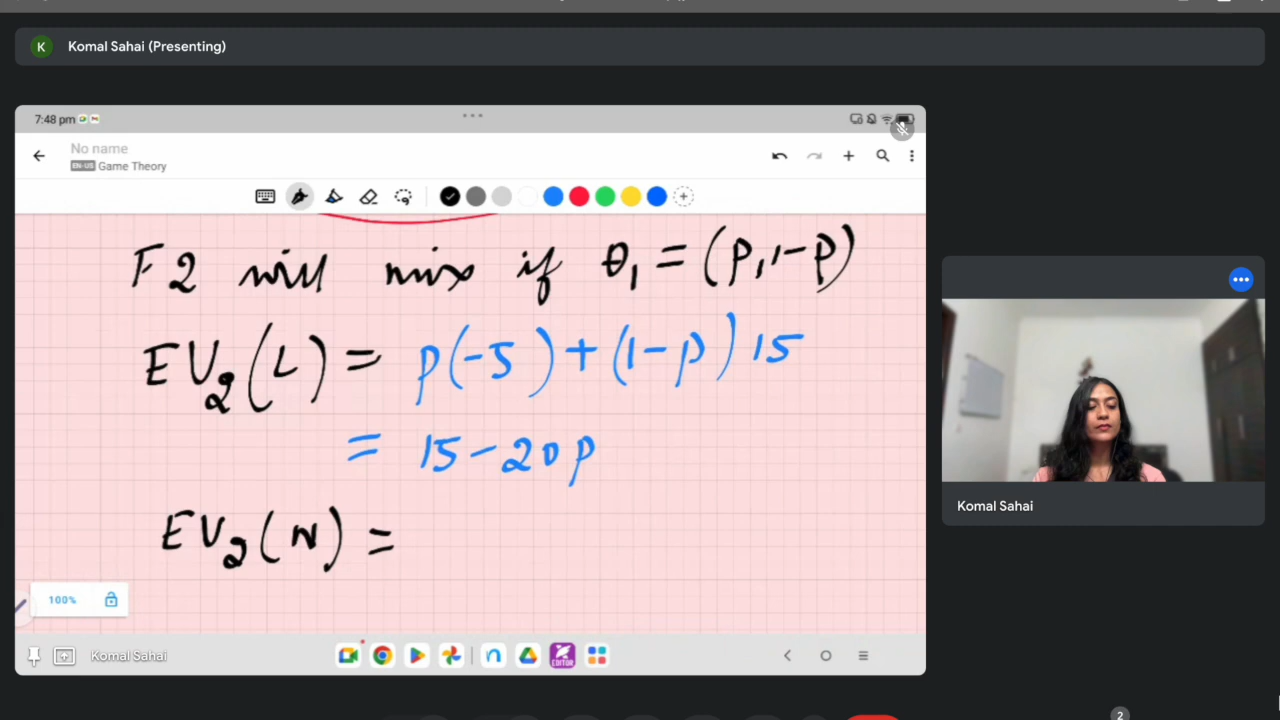 K Komal Sahai (Presenting)
7:48 pm
No name
EN-US Game Theory
F2 will mix if θ₁ = (p, 1-p)
EV₂(L) = p(-5) + (1-p) 15
= 15 - 20p
EV₂(N) =
100%
Komal Sahai
EDITOR
Komal Sahai
2